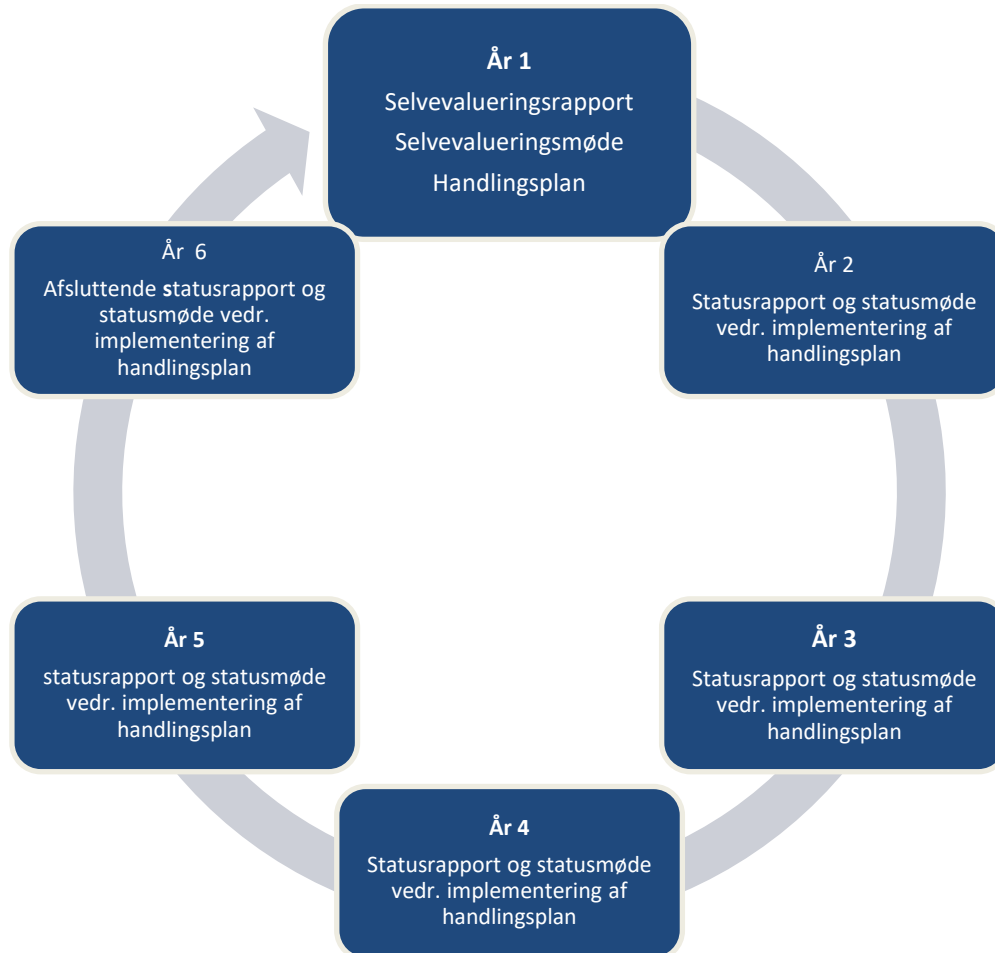 År 1
Selvevalueringsrapport
Selvevalueringsmøde
Handlingsplan
År 2
Statusrapport og statusmøde
vedr. implementering af
handlingsplan
År 3
Statusrapport og statusmøde
vedr. implementering af
handlingsplan
År 4
Statusrapport og statusmøde
vedr. implementering af
handlingsplan
År 5
statusrapport og statusmøde
vedr. implementering af
handlingsplan
År 6
Afsluttende statusrapport og
statusmøde vedr.
implementering af
handlingsplan